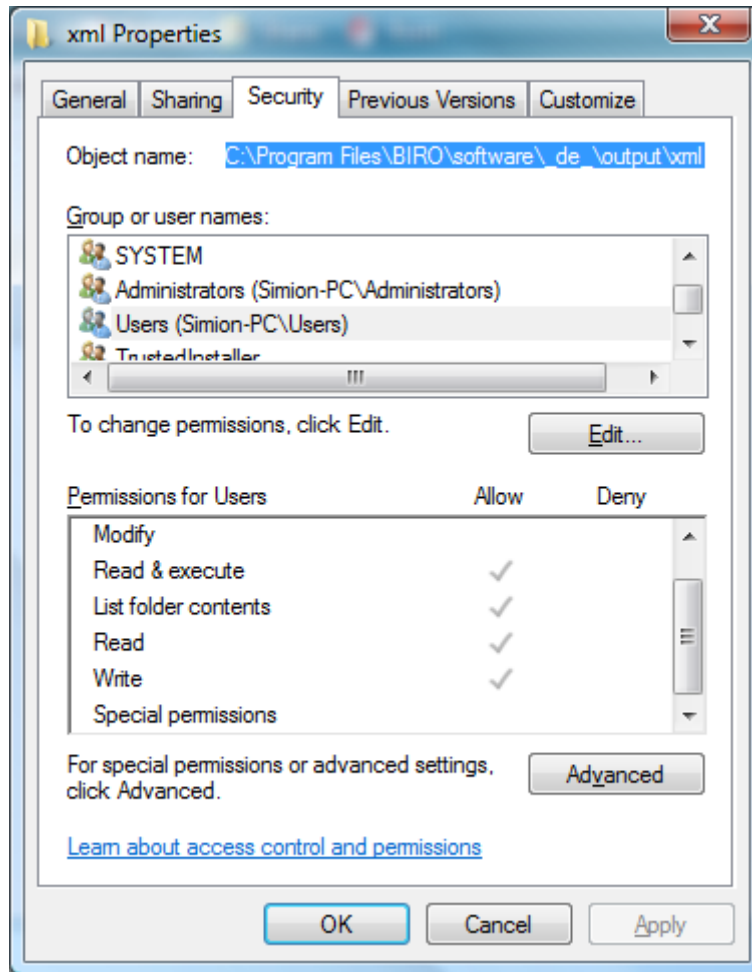 xml Properties
General Sharing Security Previous Versions Customize
Object name: C:\Program Files\BIRO\software\_de_\output\xml
Group or user names:
SYSTEM
Administrators (Simion-PC\Administrators)
Users (Simion-PC\Users)
TrustedInstaller
To change permissions, click Edit.
Edit...
Permissions for Users Allow Deny
Modify
Read & execute
List folder contents
Read
Write
Special permissions
For special permissions or advanced settings,
click Advanced.
Advanced
Learn about access control and permissions
OK Cancel Apply